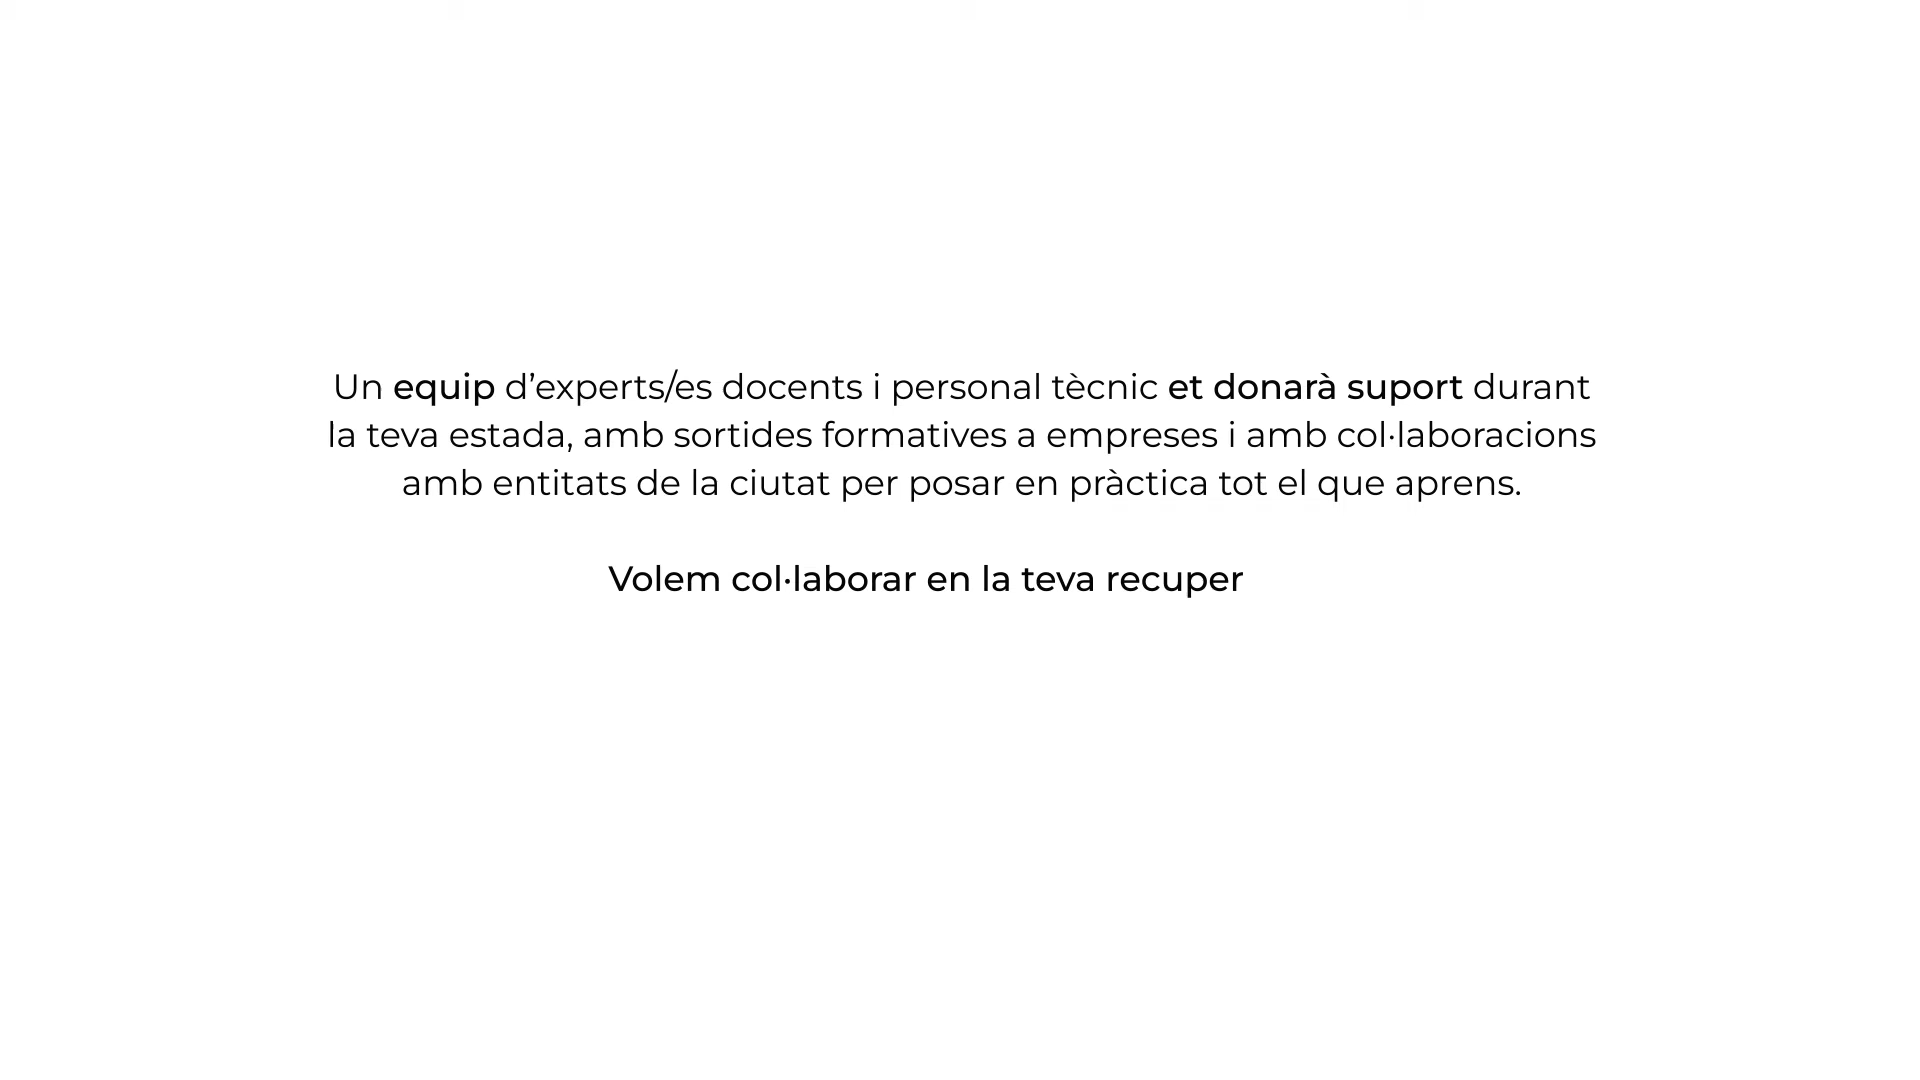 Un equip d’experts/es docents i personal tècnic et donarà suport durant
la teva estada, amb sortides formatives a empreses i amb col·laboracions
amb entitats de la ciutat per posar en pràctica tot el que aprens.
Volem col·laborar en la teva recuper